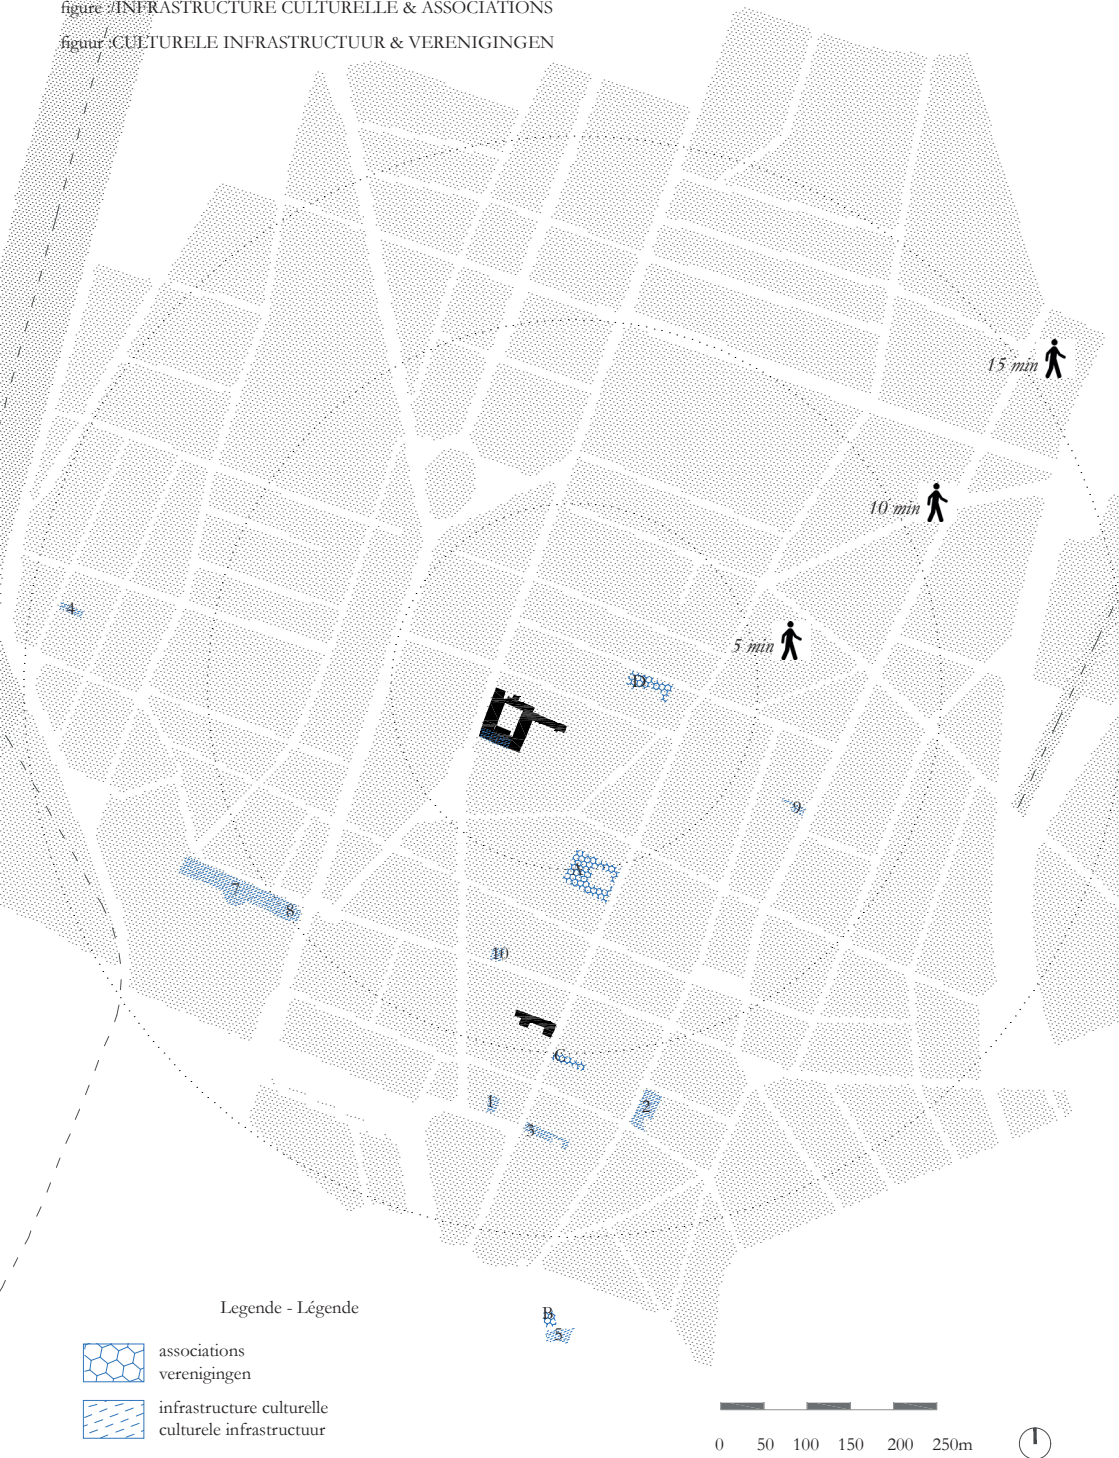 figure :/INFRASTRUCTURE CULTURELLE & ASSOCIATIONS
figuur :CULTURELE INFRASTRUCTUUR & VERENIGINGEN
15 min
10 min
4
5 min
D
9
A
7
8
10
C
1
2
3
B
5
Legende - Légende
associations
verenigingen
infrastructure culturelle
culturele infrastructuur
0 50 100 150 200 250m